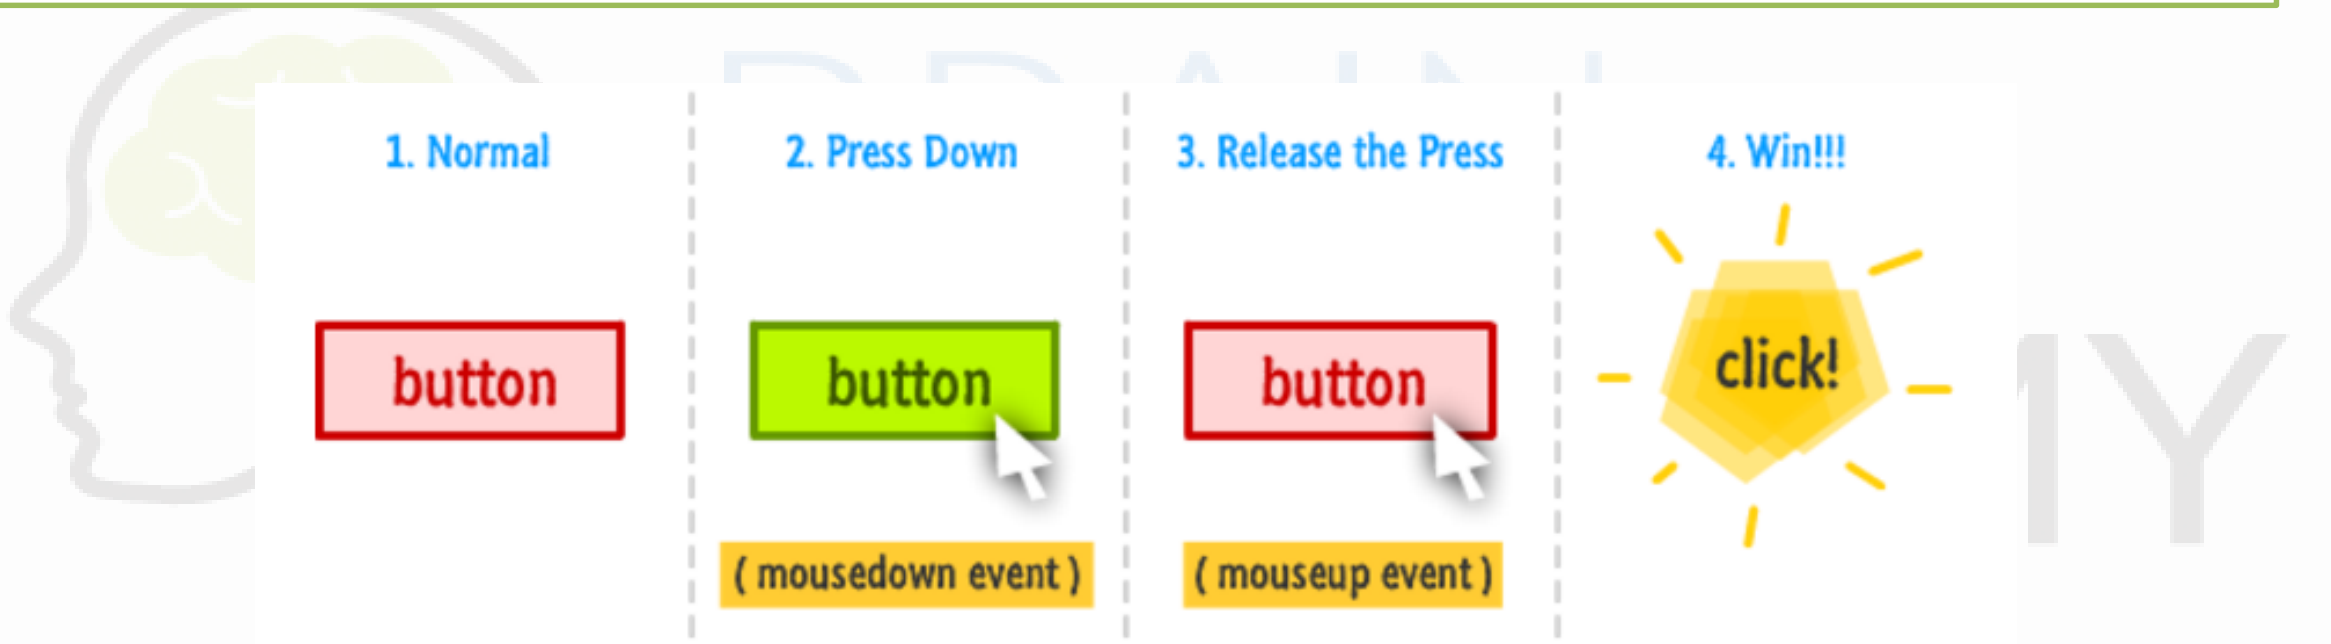 1. Normal
2. Press Down
3. Release the Press
4. Win!!!
button
button
button
click!
( mousedown event )
( mouseup event )